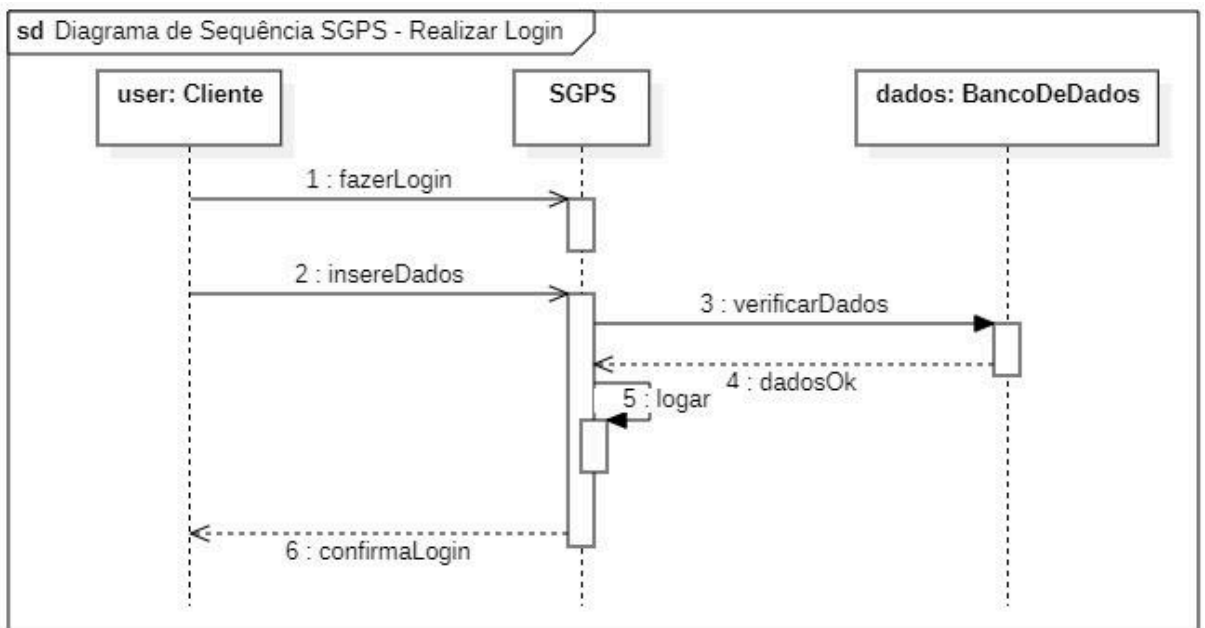 sd Diagrama de Sequência SGPS - Realizar Login
user: Cliente
SGPS
dados: BancoDeDados
1 : fazerLogin
2 : insereDados
3 : verificarDados
4 : dadosOk
5 : logar
6 : confirmaLogin